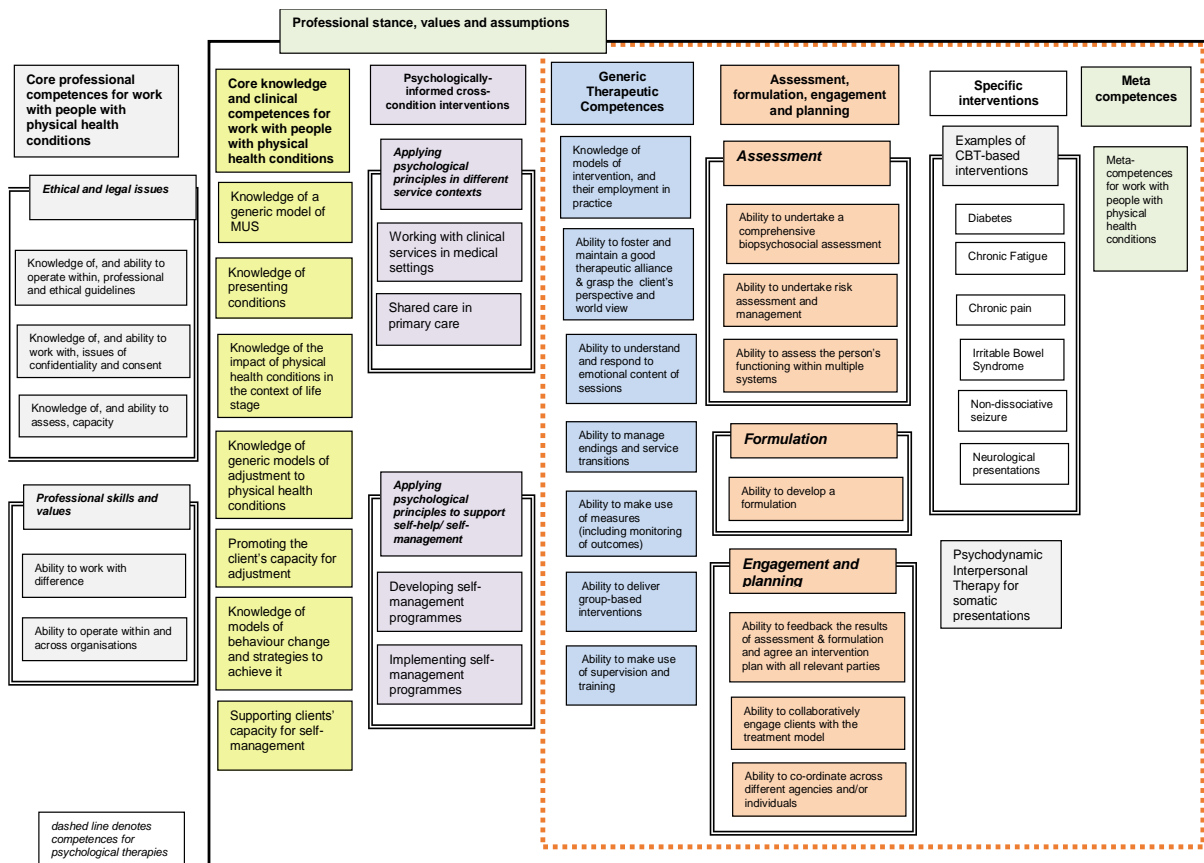 Professional stance, values and assumptions
Core professional
competences for work
with people with
physical health
conditions
Ethical and legal issues
Knowledge of, and ability to
operate within, professional
and ethical guidelines
Knowledge of, and ability to
work with, issues of
confidentiality and consent
Knowledge of, and ability to
assess, capacity
Professional skills and
values
Ability to work with
difference
Ability to operate within and
across organisations
dashed line denotes
competences for
psychological therapies
Core knowledge
and clinical
competences for
work with people
with physical
health conditions
Knowledge of a
generic model of
MUS
Knowledge of
presenting
conditions
Knowledge of the
impact of physical
health conditions in
the context of life
stage
Knowledge of
generic models of
adjustment to
physical health
conditions
Promoting the
client's capacity for
adjustment
Knowledge of
models of
behaviour change
and strategies to
achieve it
Supporting clients'
capacity for self-
management
Psychologically-
informed cross-
condition interventions
Applying
psychological
principles in different
service contexts
Working with clinical
services in medical
settings
Shared care in
primary care
Applying
psychological
principles to support
self-help/ self-
management
Developing self-
management
programmes
Implementing self-
management
programmes
Generic
Therapeutic
Competences
Knowledge of
models of
intervention, and
their employment in
practice
Ability to foster and
maintain a good
therapeutic alliance
& grasp the client's
perspective and
world view
Ability to understand
and respond to
emotional content of
sessions
Ability to manage
endings and service
transitions
Ability to make use
of measures
(including monitoring
of outcomes)
Ability to deliver
group-based
interventions
Ability to make use
of supervision and
training
Assessment,
formulation, engagement
and planning
Assessment
Ability to undertake a
comprehensive
biopsychosocial assessment
Ability to undertake risk
assessment and
management
Ability to assess the person's
functioning within multiple
systems
Formulation
Ability to develop a
formulation
Engagement and
planning
Ability to feedback the results
of assessment & formulation
and agree an intervention
plan with all relevant parties
Ability to collaboratively
engage clients with the
treatment model
Ability to co-ordinate across
different agencies and/or
individuals
Specific
interventions
Examples of
CBT-based
interventions
Diabetes
Chronic Fatigue
Chronic pain
Irritable Bowel
Syndrome
Non-dissociative
seizure
Neurological
presentations
Psychodynamic
Interpersonal
Therapy for
somatic
presentations
Meta
competences
Meta-
competences
for work with
people with
physical
health
conditions